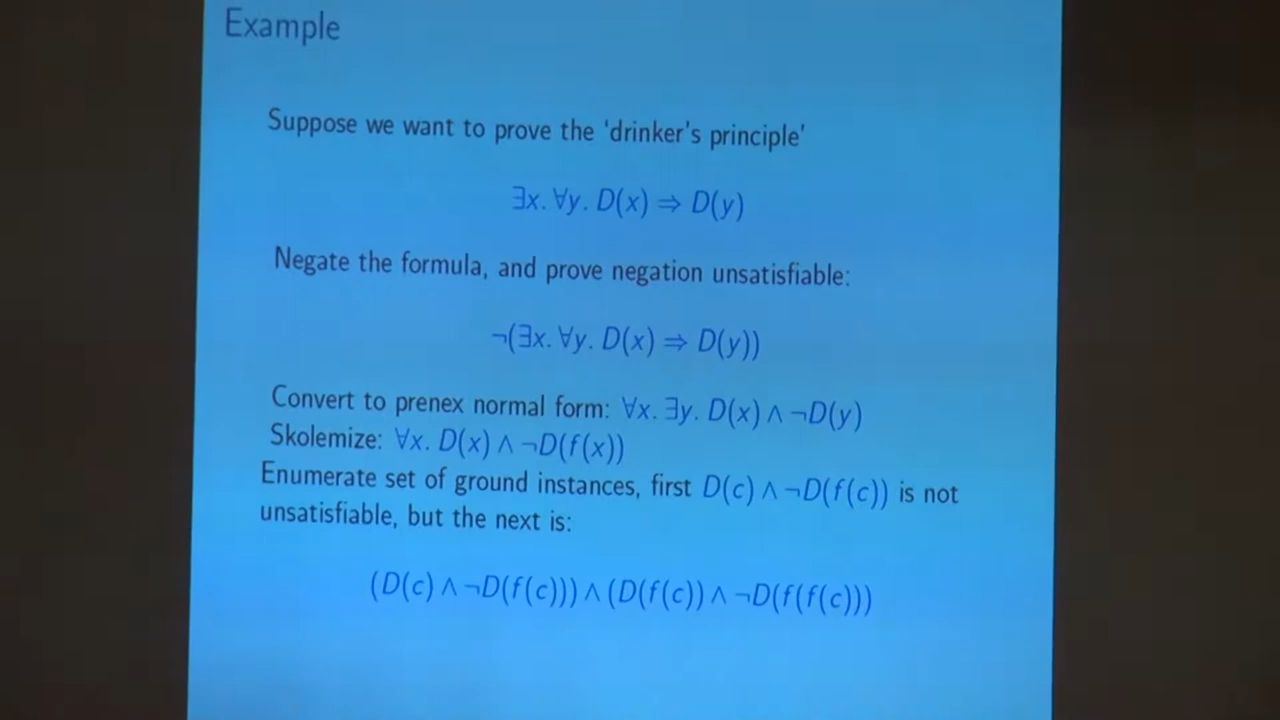 Example
Suppose we want to prove the ‘drinker’s principle’
∃x. ∀y. D(x) ⇒ D(y)
Negate the formula, and prove negation unsatisfiable:
¬(∃x. ∀y. D(x) ⇒ D(y))
Convert to prenex normal form: ∀x. ∃y. D(x) ∧ ¬D(y)
Skolemize: ∀x. D(x) ∧ ¬D(f(x))
Enumerate set of ground instances, first D(c) ∧ ¬D(f(c)) is not
unsatisfiable, but the next is:
(D(c) ∧ ¬D(f(c))) ∧ (D(f(c)) ∧ ¬D(f(f(c)))